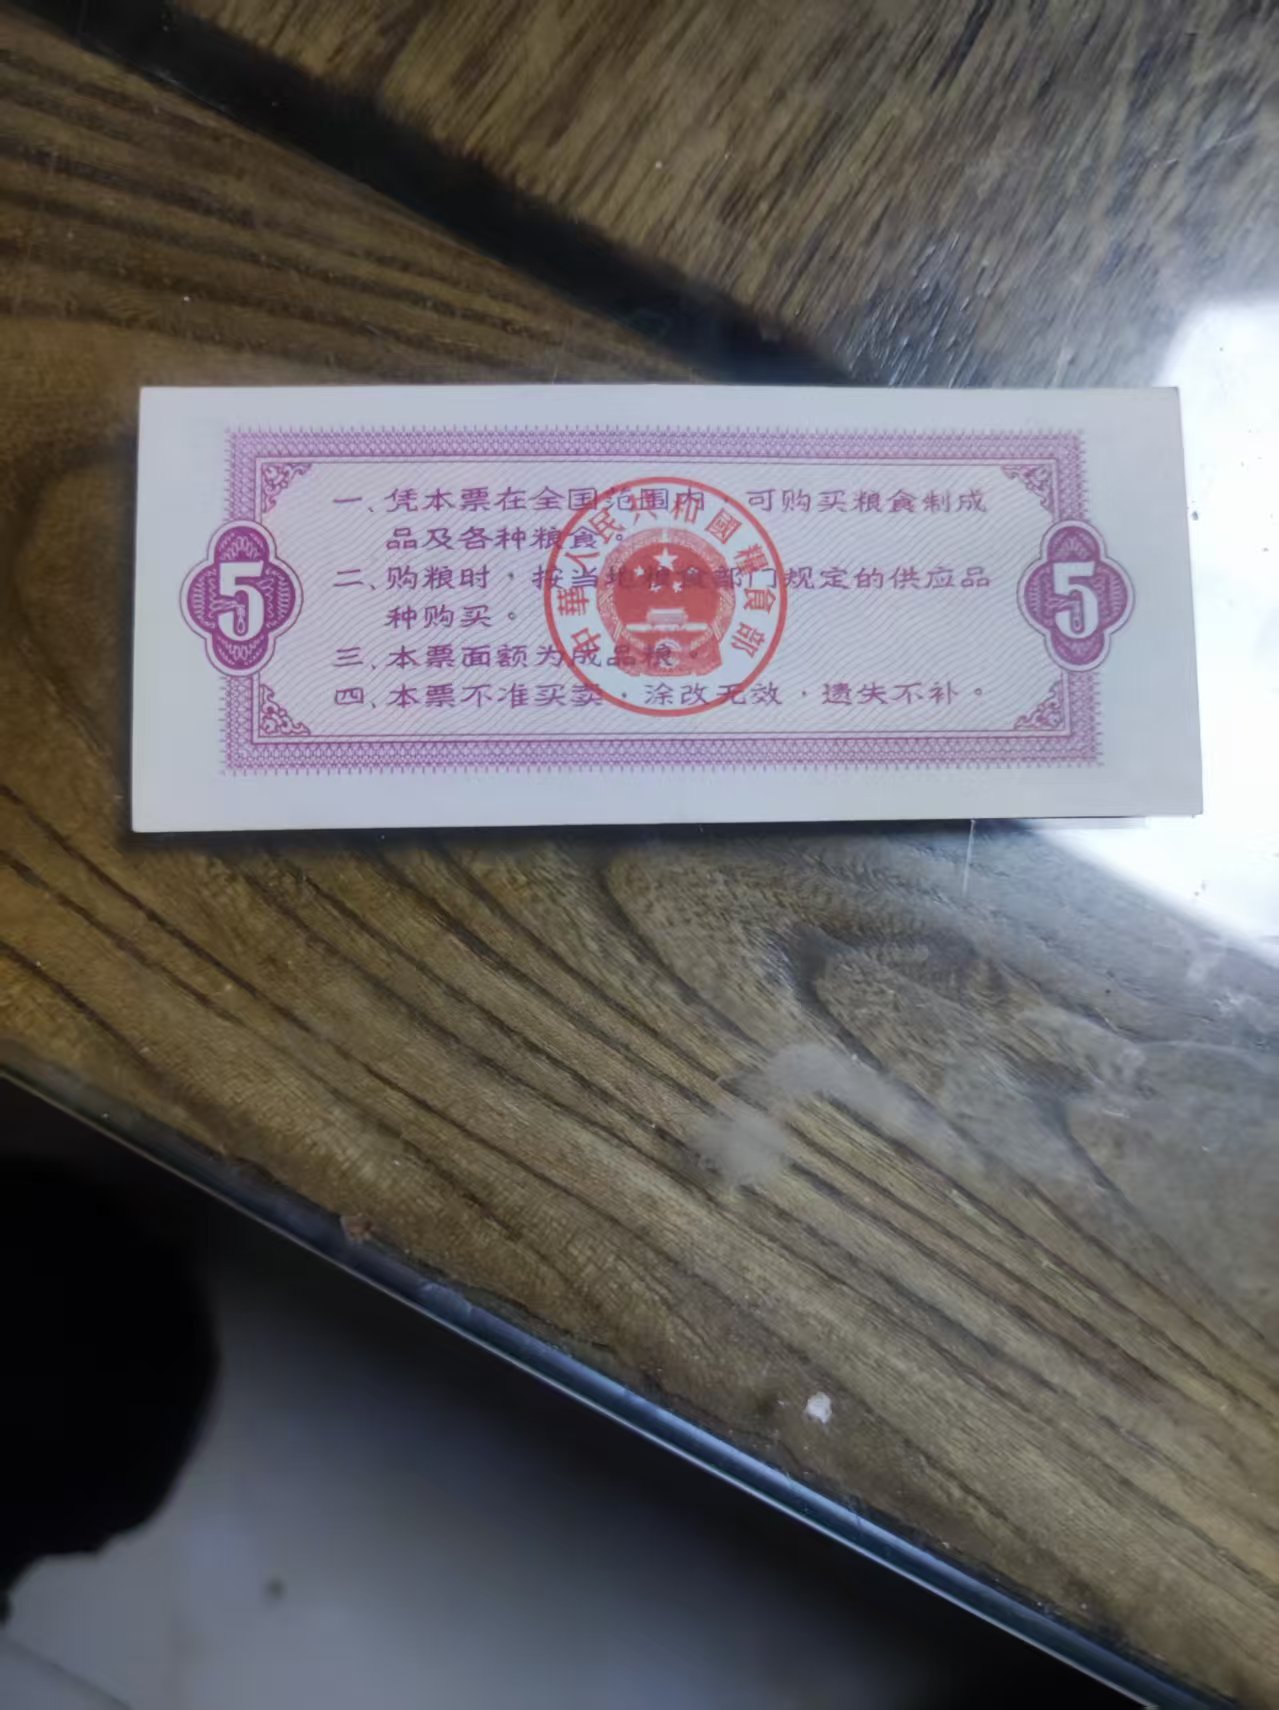 一、凭本票在全国范围内，可购买粮食制成
品及各种粮食。
二、购粮时，按当地粮食部门规定的供应品
种购买。
三、本票面额为成品粮。
四、本票不准买卖，涂改无效，遗失不补。
5
5
中華人民共和國糧食部